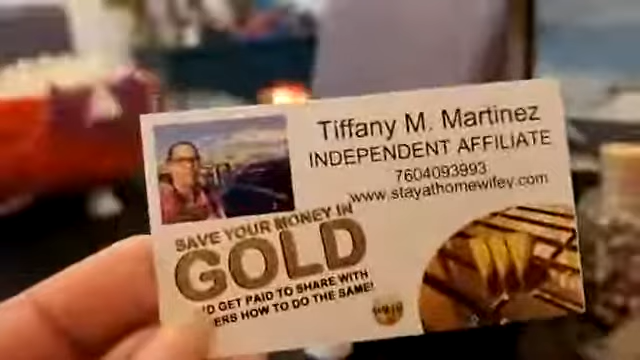 Tiffany M. Martinez
INDEPENDENT AFFILIATE
7604093993
www.stayathomewifey.com
SAVE YOUR MONEY IN
GOLD
GET PAID TO SHARE WITH
HOW TO DO THE SAME!